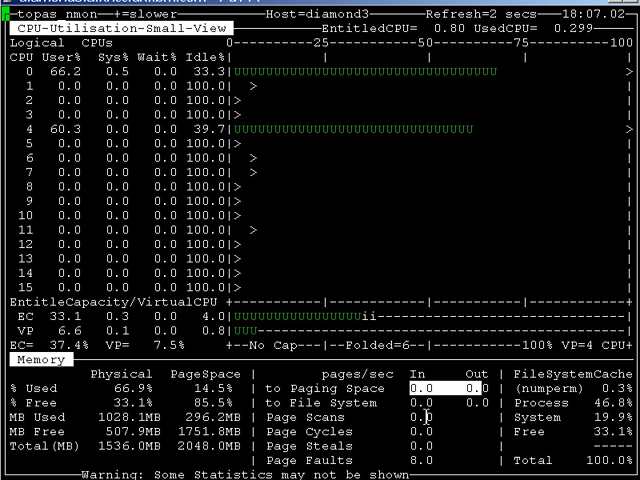 topas_nmon +=slower Host=diamond3 Refresh=2 secs 18:07.02
CPU-Utilisation-Small-View EntitledCPU= 0.80 UsedCPU= 0.299
Logical CPUs 0----------25-----------50----------75----------100
CPU User% Sys% Wait% Idle%| | | | |
0 66.2 0.5 0.0 33.3|UUUUUUUUUUUUUUUUUUUUUUUUUUUUUUUUU >
1 0.0 0.0 0.0 100.0| >
2 0.0 0.0 0.0 100.0|>
3 0.0 0.0 0.0 100.0|>
4 60.3 0.0 0.0 39.7|UUUUUUUUUUUUUUUUUUUUUUUUUUUUUU >
5 0.0 0.0 0.0 100.0|>
6 0.0 0.0 0.0 100.0| >
7 0.0 0.0 0.0 100.0| >
8 0.0 0.0 0.0 100.0|>
9 0.0 0.0 0.0 100.0|>
10 0.0 0.0 0.0 100.0|>
11 0.0 0.0 0.0 100.0| >
12 0.0 0.0 0.0 100.0|>
13 0.0 0.0 0.0 100.0|>
14 0.0 0.0 0.0 100.0|>
15 0.0 0.0 0.0 100.0|>
EntitleCapacity/VirtualCPU +-----------|------------|-----------|------------+
EC 33.1 0.3 0.0 4.0|UUUUUUUUUUUUUUUUii
VP 6.6 0.1 0.0 0.8|UUU-----------------------------------------------|
EC= 37.4% VP= 7.5% +--No Cap---|--Folded=6--|-----------100% VP=4 CPU+
Memory
Physical PageSpace | pages/sec In Out | FileSystemCache
% Used 66.9% 14.5% | to Paging Space 0.0 0.0 | (numperm) 0.3%
% Free 33.1% 85.5% | to File System 0.0 0.0 | Process 46.8%
MB Used 1028.1MB 296.2MB | Page Scans 0.0 | System 19.9%
MB Free 507.9MB 1751.8MB | Page Cycles 0.0 | Free 33.1%
Total(MB) 1536.0MB 2048.0MB | Page Steals 0.0 | -----
| Page Faults 8.0 | Total 100.0%
Warning: Some Statistics may not be shown